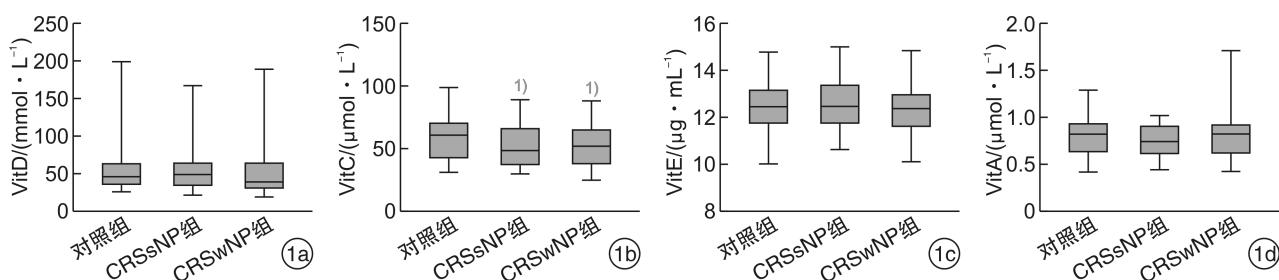 VitD/(mmol·L⁻¹)
250
200
150
100
50
0
对照组
CRSsNP组
CRSwNP组
1a
VitC/(μmol·L⁻¹)
150
100
50
0
1)
1)
对照组
CRSsNP组
CRSwNP组
1b
VitE/(μg·mL⁻¹)
16
14
12
10
8
对照组
CRSsNP组
CRSwNP组
1c
VitA/(μmol·L⁻¹)
2.0
1.5
1.0
0.5
0
对照组
CRSsNP组
CRSwNP组
1d